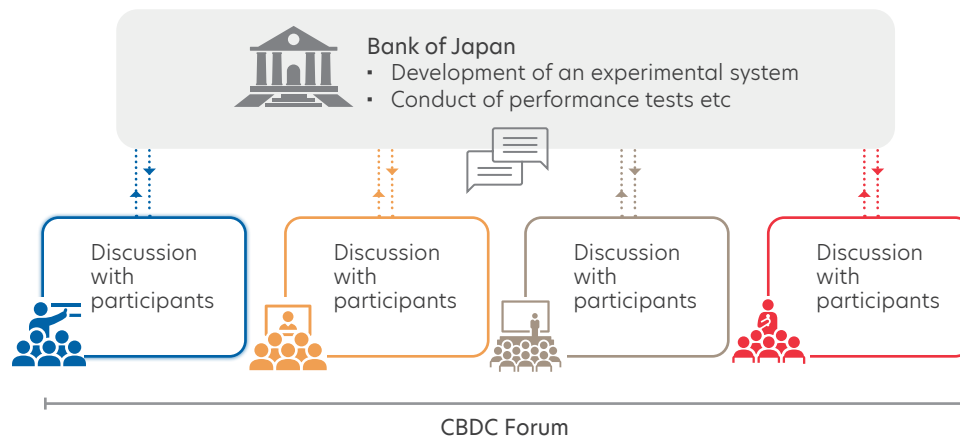 Bank of Japan
▪ Development of an experimental system
▪ Conduct of performance tests etc
Discussion
with
participants
Discussion
with
participants
Discussion
with
participants
Discussion
with
participants
CBDC Forum